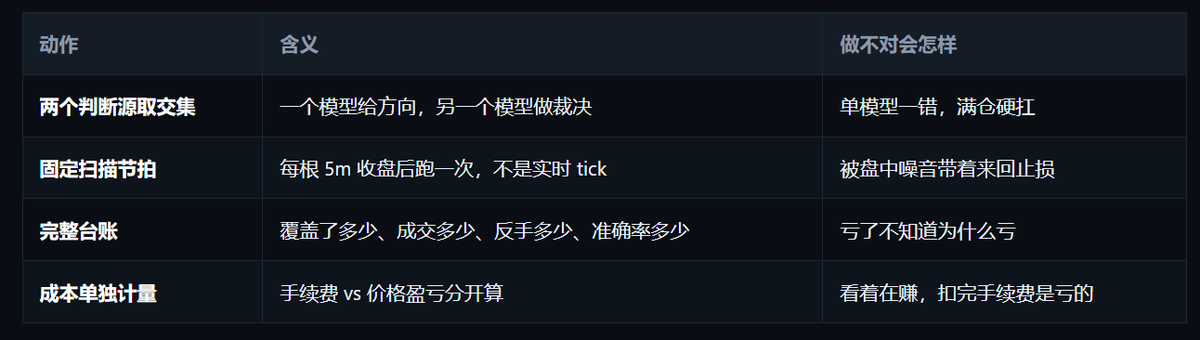 动作 含义 做不对会怎样
两个判断源取交集 一个模型给方向，另一个模型做裁决 单模型一错，满仓硬扛
固定扫描节拍 每根 5m 收盘后跑一次，不是实时 tick 被盘中噪音带着来回止损
完整台账 覆盖了多少、成交多少、反手多少、准确率多少 亏了不知道为什么亏
成本单独计量 手续费 vs 价格盈亏分开算 看着在赚，扣完手续费是亏的